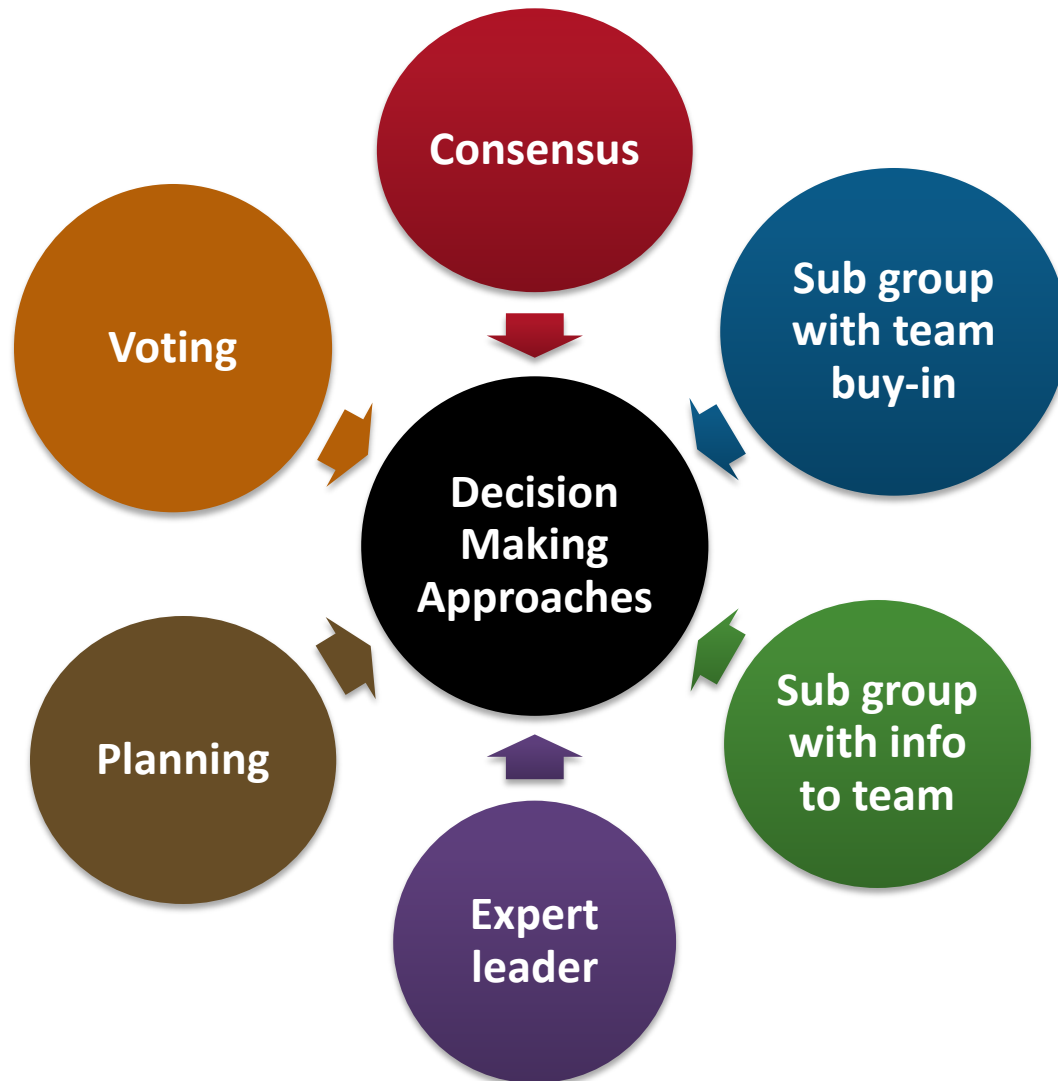 Consensus
Sub group
with team
buy-in
Voting
Decision
Making
Approaches
Sub group
with info
to team
Planning
Expert
leader